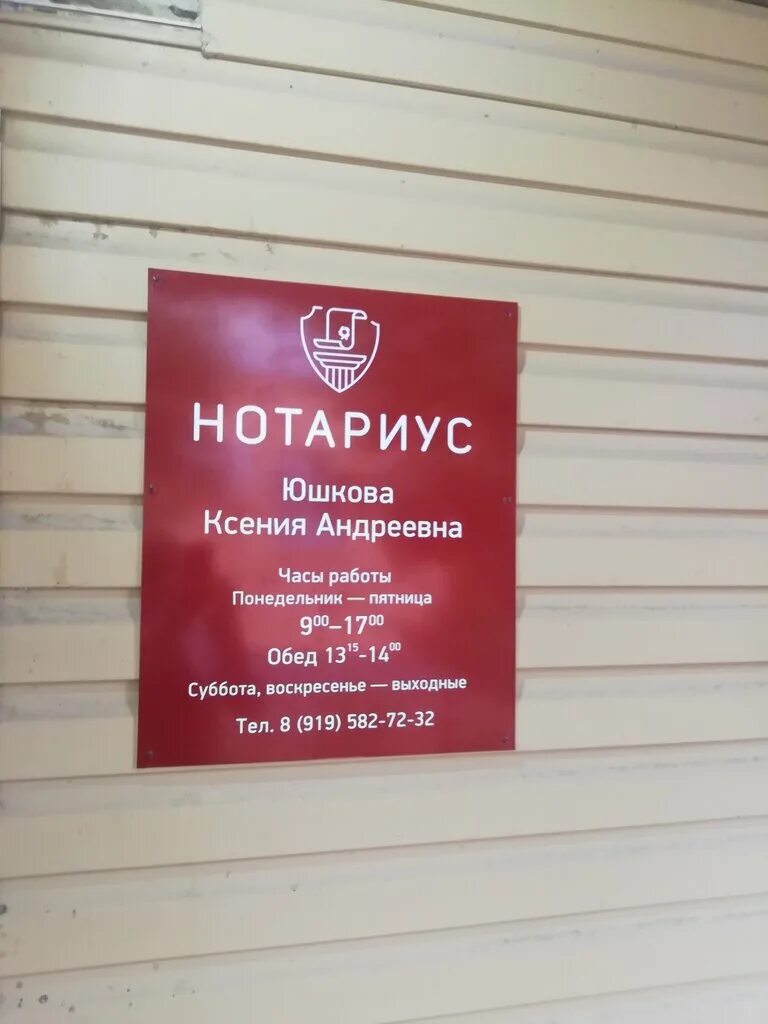 НОТАРИУС
Юшкова
Ксения Андреевна
Часы работы
Понедельник — пятница
9⁰⁰–17⁰⁰
Обед 13¹⁵-14⁰⁰
Суббота, воскресенье — выходные
Тел. 8 (919) 582-72-32